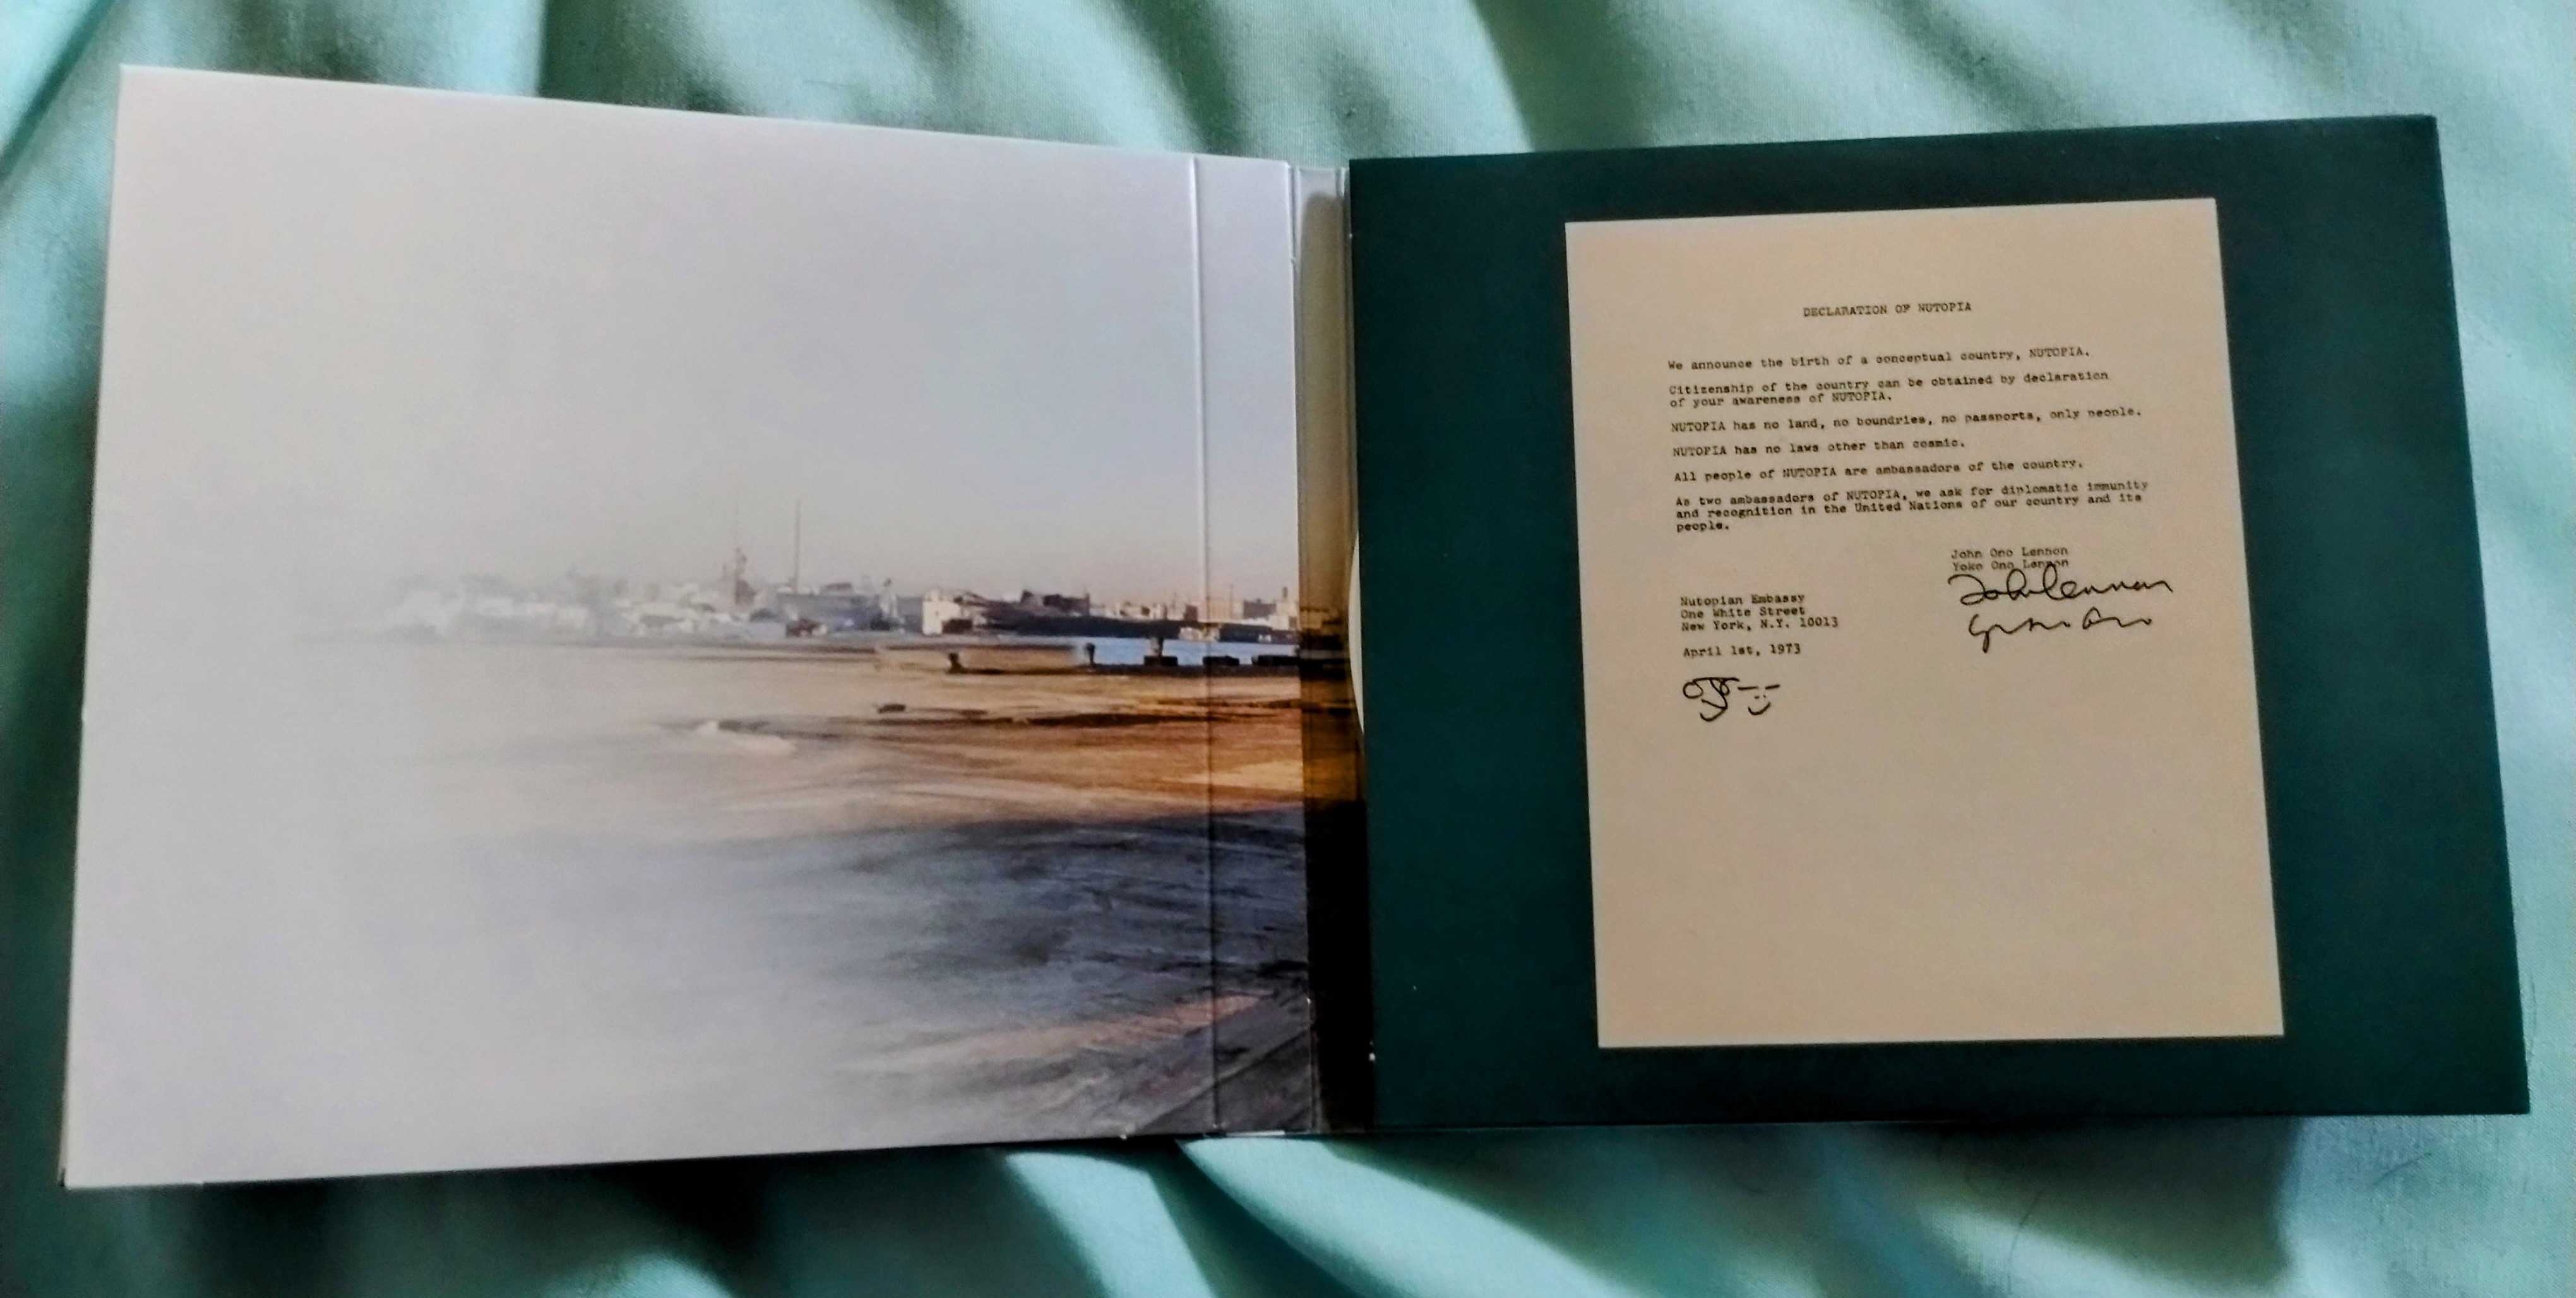 DECLARATION OF NUTOPIA
We announce the birth of a conceptual country, NUTOPIA.
Citizenship of the country can be obtained by declaration
of your awareness of NUTOPIA.
NUTOPIA has no land, no boundries, no passports, only people.
NUTOPIA has no laws other than cosmic.
All people of NUTOPIA are ambassadors of the country.
As two ambassadors of NUTOPIA, we ask for diplomatic immunity
and recognition in the United Nations of our country and its
people.
John Ono Lennon
Yoko Ono Lennon
John Lennon
Yoko Ono
Nutopian Embassy
One White Street
New York, N.Y. 10013
April 1st, 1973